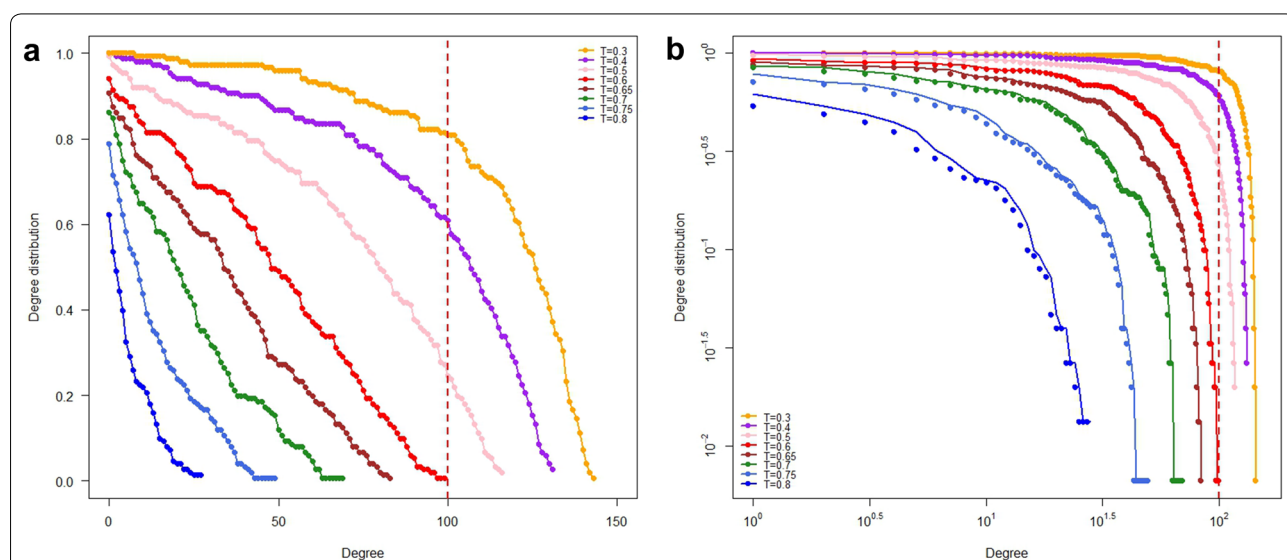 a
Degree distribution
1.0
0.8
0.6
0.4
0.2
0.0
0
50
100
150
Degree
T=0.3
T=0.4
T=0.5
T=0.6
T=0.65
T=0.7
T=0.75
T=0.8
b
Degree distribution
10^0
10^-0.5
10^-1
10^-1.5
10^-2
10^0
10^0.5
10^1
10^1.5
10^2
Degree
T=0.3
T=0.4
T=0.5
T=0.6
T=0.65
T=0.7
T=0.75
T=0.8